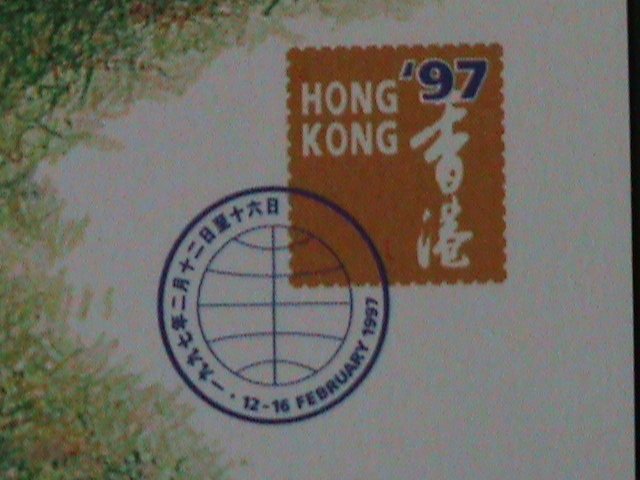 HONG '97
KONG
香港
一九九七年二月十二日至十六日
· 12-16 FEBRUARY 1997